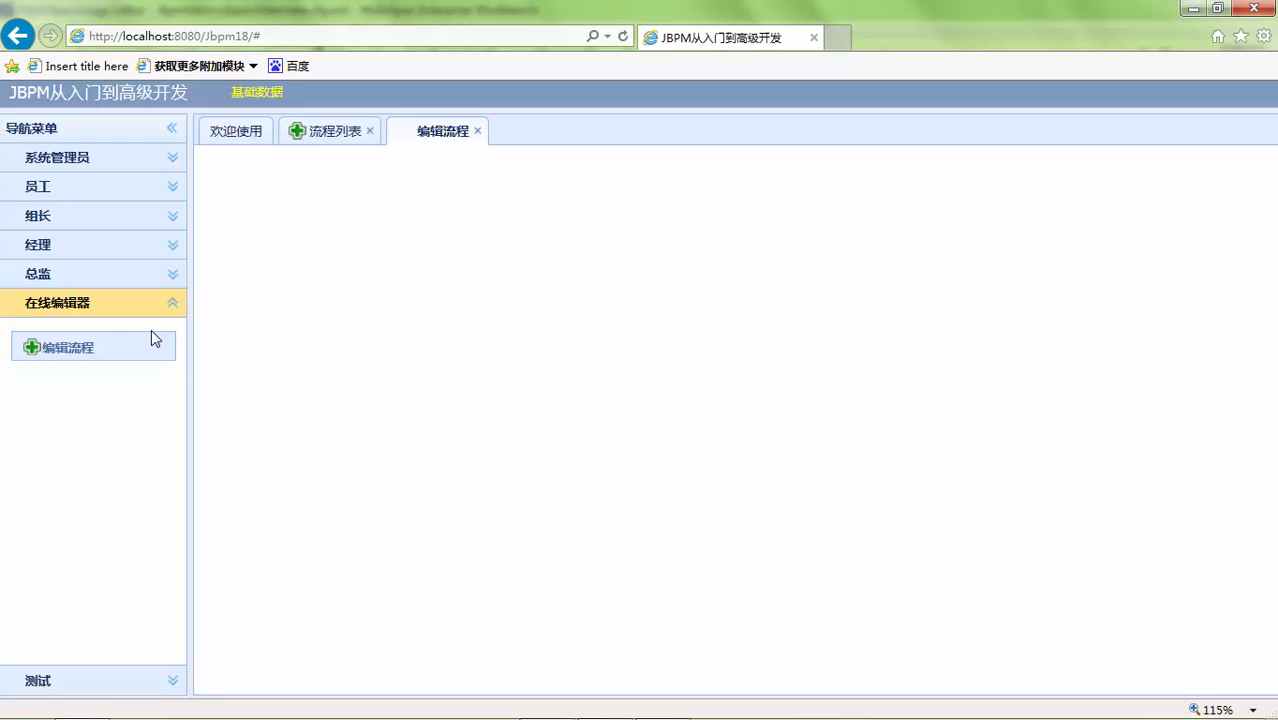 http://localhost:8080/Jbpm18/#
JBPM从入门到高级开发
Insert title here
获取更多附加模块
百度
JBPM从入门到高级开发
基础数据
导航菜单
欢迎使用
流程列表
编辑流程
系统管理员
员工
组长
经理
总监
在线编辑器
编辑流程
测试
115%